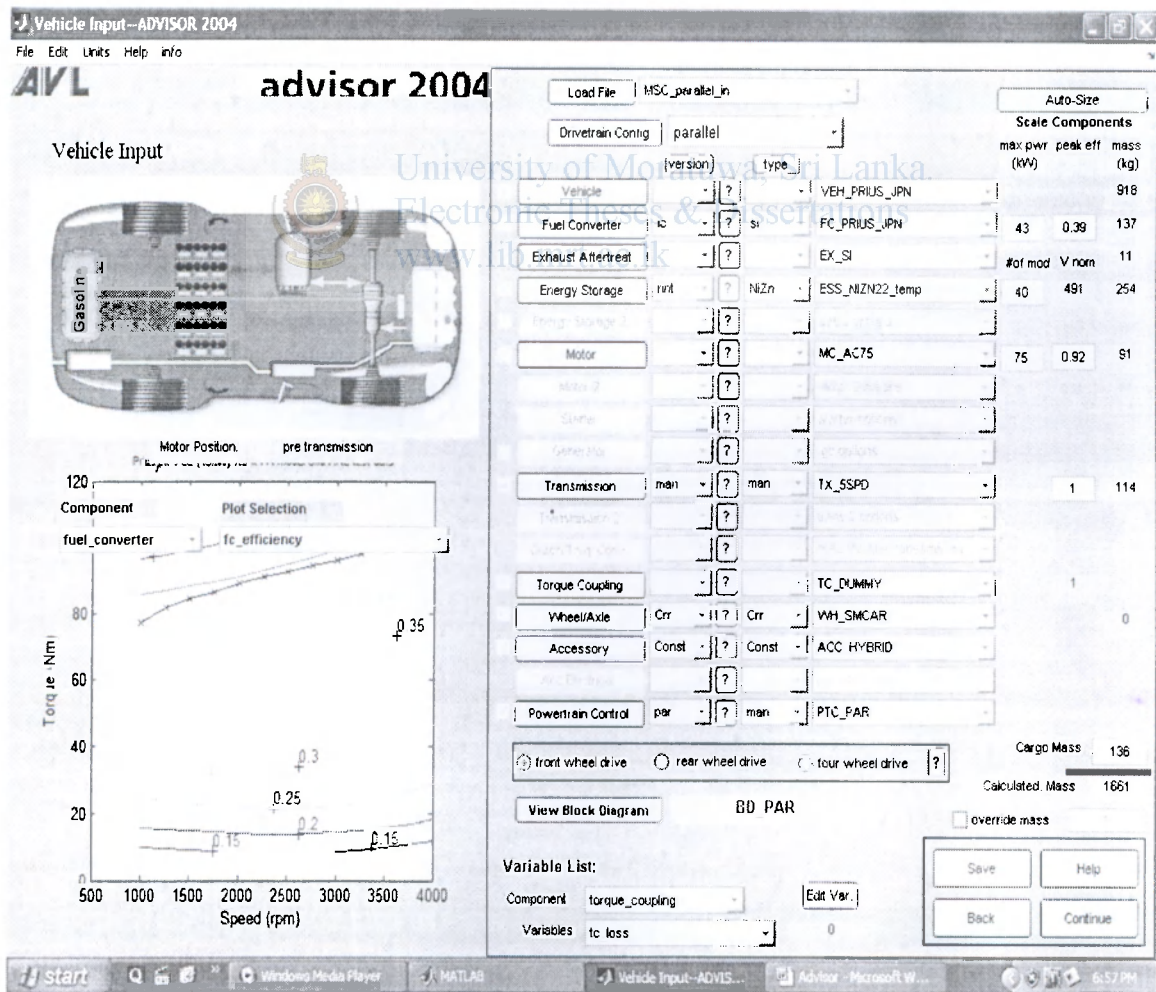 Vehicle Input--ADVISOR 2004
File Edit Units Help info
AVL
advisor 2004
Vehicle Input
Gasolin
Motor Position. pre transmission
Component
Plot Selection
fuel_converter
fc_efficiency
120
80
60
40
20
0
0.35
0.3
0.25
0.2
0.15
0.15
500 1000 1500 2000 2500 3000 3500 4000
Speed (rpm)
Load File MSC_parallel_in
Drivetrain Config parallel
(version) type
University of Moratuwa, Sri Lanka.
Electronic Theses & Dissertations
www.lib.mrt.ac.lk
Auto-Size
Scale Components
max pwr peak eff mass
(kW) (kg)
Vehicle ? VEH_PRIUS_JPN 918
Fuel Converter ic ? si FC_PRIUS_JPN 43 0.39 137
Exhaust Aftertreat ? EX_SI #of mod V nom 11
Energy Storage rint ? NiZn ESS_NIZN22_temp 40 491 254
?
Motor ? MC_AC75 75 0.92 91
?
?
?
Transmission man ? man TX_5SPD 1 114
?
?
Torque Coupling ? TC_DUMMY 1
Wheel/Axle Crr ? Crr WH_SMCAR 0
Accessory Const ? Const ACC_HYBRID
?
Powertrain Control par ? man PTC_PAR
front wheel drive rear wheel drive four wheel drive ?
Cargo Mass 136
Calculated. Mass 1661
View Block Diagram BD_PAR
override mass
Variable List:
Component torque_coupling Edit Var.
Variables tc_loss 0
Save Help
Back Continue
start Windows Media Player MATLAB Vehicle Input--ADVIS... Advisor - Microsoft W... 6:57 PM